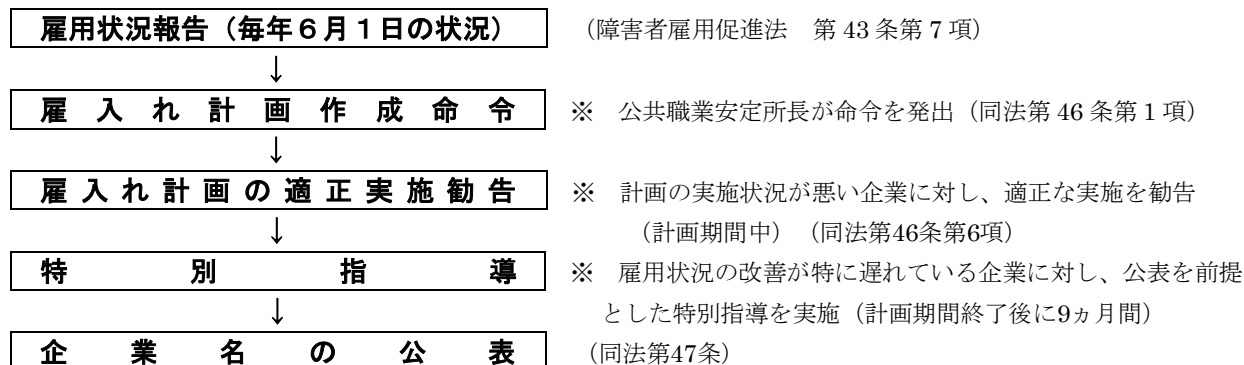 雇用状況報告（毎年６月１日の状況） （障害者雇用促進法　第 43 条第 7 項）
↓
雇入れ計画作成命令 ※　公共職業安定所長が命令を発出（同法第 46 条第 1 項）
↓
雇入れ計画の適正実施勧告 ※　計画の実施状況が悪い企業に対し、適正な実施を勧告
↓ （計画期間中）（同法第46条第6項）
特別指導 ※　雇用状況の改善が特に遅れている企業に対し、公表を前提
↓ とした特別指導を実施（計画期間終了後に9ヵ月間）
企業名の公表 （同法第47条）